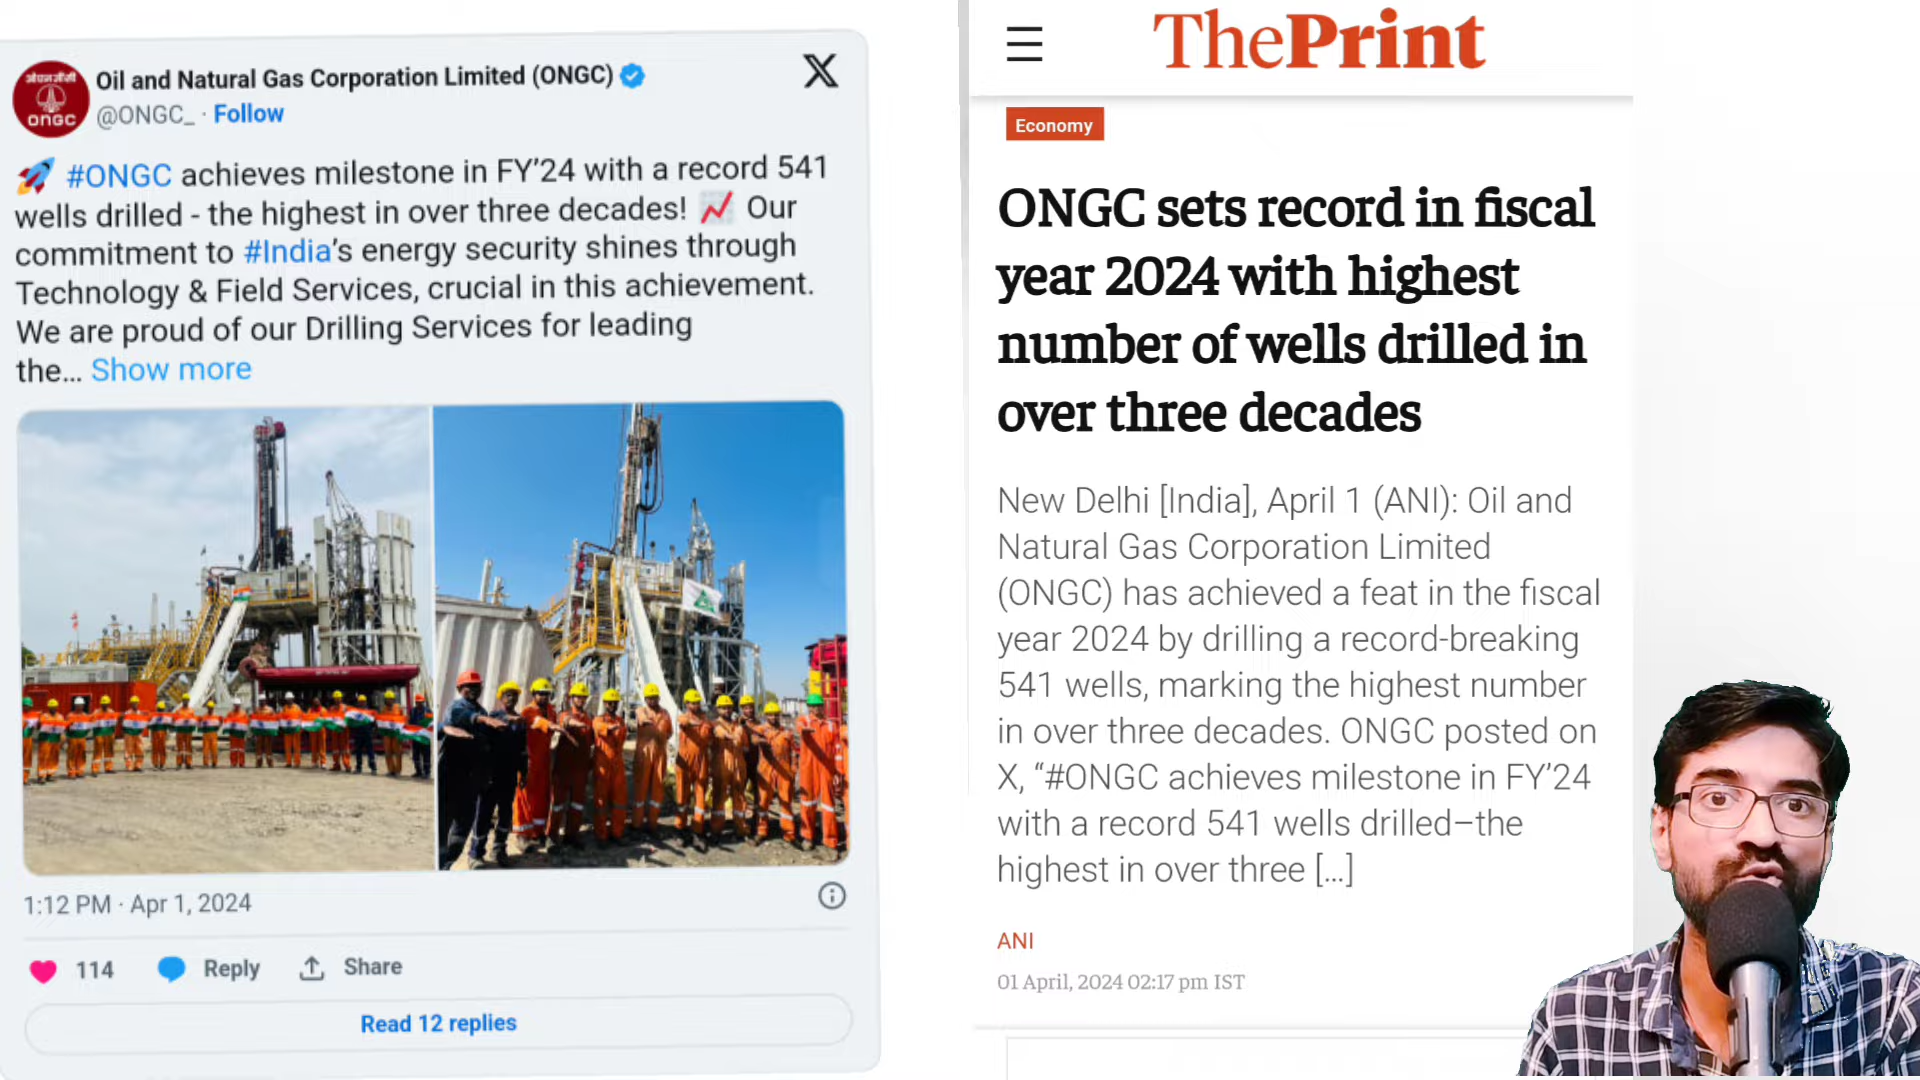 ओएनजीसी
ONGC
Oil and Natural Gas Corporation Limited (ONGC)
@ONGC_ · Follow
X
🚀 #ONGC achieves milestone in FY’24 with a record 541
wells drilled - the highest in over three decades! 📈 Our
commitment to #India’s energy security shines through
Technology & Field Services, crucial in this achievement.
We are proud of our Drilling Services for leading
the... Show more
1:12 PM · Apr 1, 2024
114 Reply Share
Read 12 replies
ThePrint
Economy
ONGC sets record in fiscal
year 2024 with highest
number of wells drilled in
over three decades
New Delhi [India], April 1 (ANI): Oil and
Natural Gas Corporation Limited
(ONGC) has achieved a feat in the fiscal
year 2024 by drilling a record-breaking
541 wells, marking the highest number
in over three decades. ONGC posted on
X, “#ONGC achieves milestone in FY’24
with a record 541 wells drilled–the
highest in over three [...]
ANI
01 April, 2024 02:17 pm IST